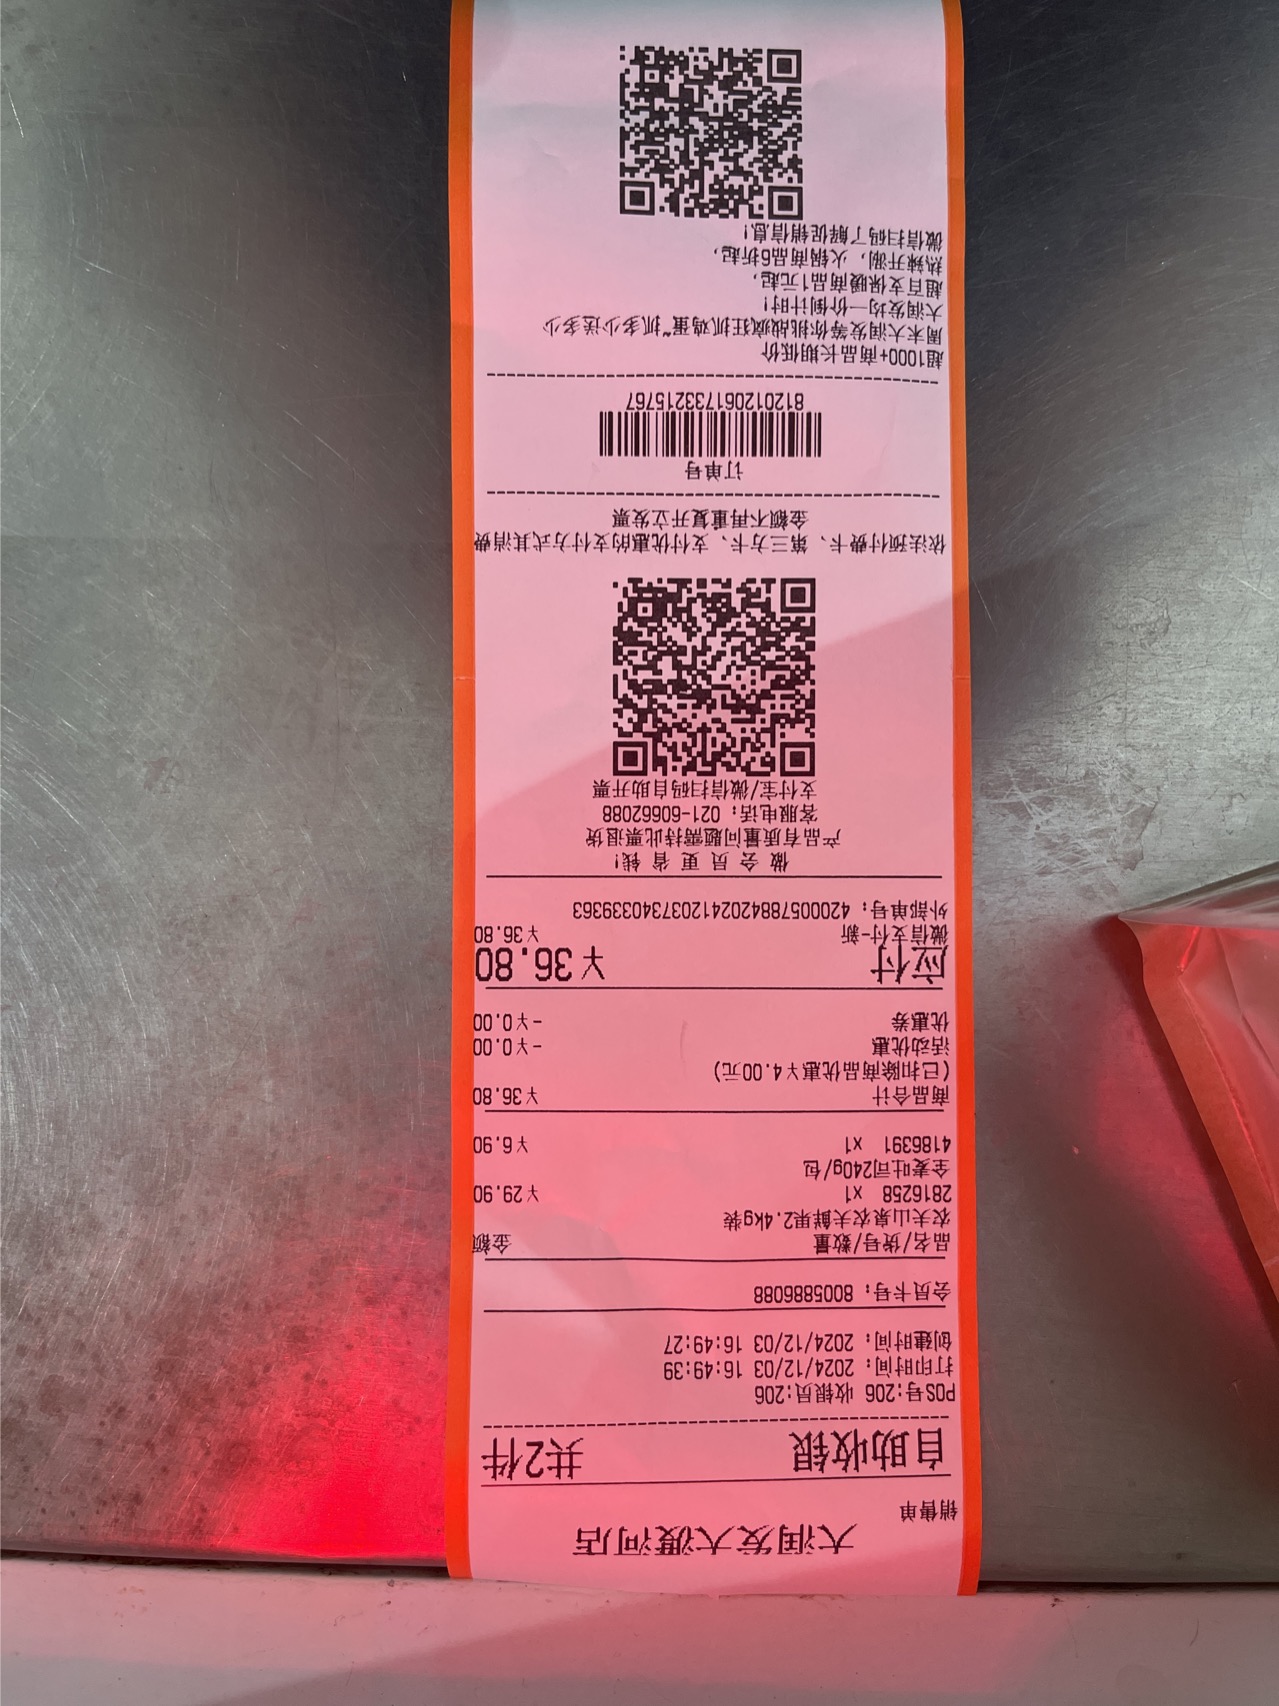 大润发大渡河店
销售单
自助收银 共2件
POS号:206 收银员:206
打印时间: 2024/12/03 16:49:39
创建时间: 2024/12/03 16:49:27
会员卡号: 8005886088
品名/货号/数量 金额
农夫山泉农夫鲜果2.4kg装
2816258 x1 ￥29.90
全麦吐司240g/包
4186391 x1 ￥6.90
商品合计 ￥36.80
(已扣除商品优惠￥4.00元)
活动优惠 -￥0.00
优惠券 -￥0.00
应付 ￥36.80
微信支付-新 ￥36.80
外部单号: 4200057884202412037340339363
做 会 员 更 省 钱!
产品有质量问题需持此票退货
客服电话: 021-60662088
支付宝/微信扫码自助开票
依法预付费卡、第三方卡、支付优惠的支付方式其消费
金额不再重复开立发票
订单号
812012061733215767
超1000+商品长期低价
周末大润发等你挑战疯狂抓鸡蛋~抓多少送多少
大润发均一价倒计时!
超百支保暖商品1元起,
热辣开涮, 火锅商品6折起,
微信扫码了解促销信息!